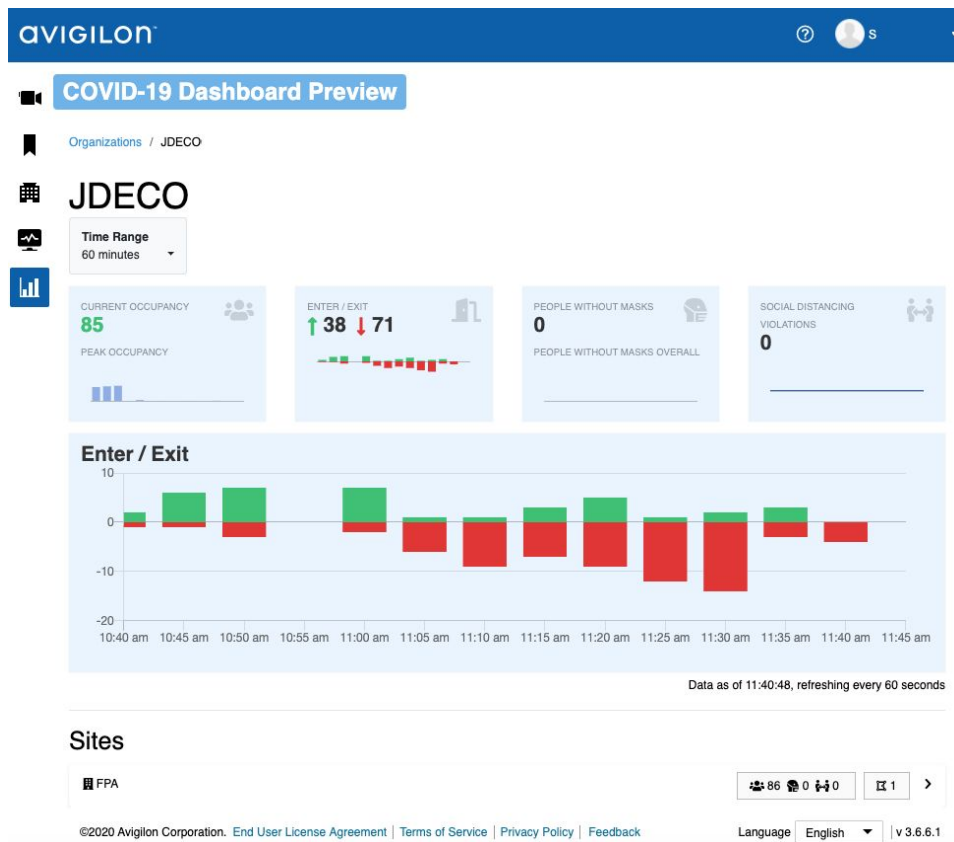 avigilon
S
COVID-19 Dashboard Preview
Organizations / JDECO
JDECO
Time Range
60 minutes
CURRENT OCCUPANCY
85
PEAK OCCUPANCY
ENTER / EXIT
↑ 38 ↓ 71
PEOPLE WITHOUT MASKS
0
PEOPLE WITHOUT MASKS OVERALL
SOCIAL DISTANCING
VIOLATIONS
0
Enter / Exit
10
0
-10
-20
10:40 am 10:45 am 10:50 am 10:55 am 11:00 am 11:05 am 11:10 am 11:15 am 11:20 am 11:25 am 11:30 am 11:35 am 11:40 am 11:45 am
Data as of 11:40:48, refreshing every 60 seconds
Sites
FPA 86 0 0 1
©2020 Avigilon Corporation. End User License Agreement | Terms of Service | Privacy Policy | Feedback Language English | v 3.6.6.1